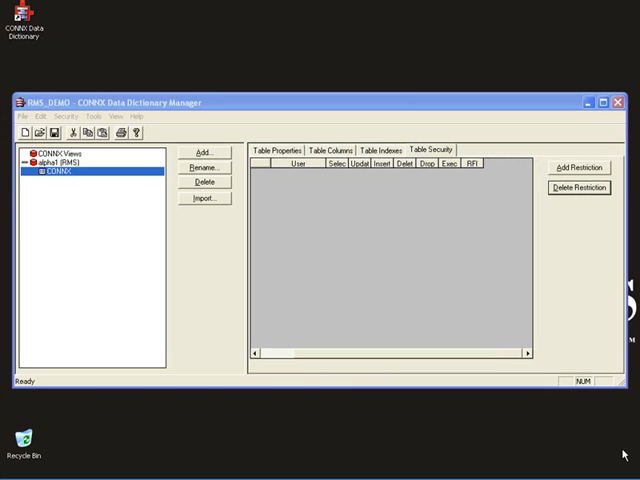 CONNX Data
Dictionary
RMS_DEMO - CONNX Data Dictionary Manager
File Edit Security Tools View Help
CONNX Views
alpha1 (RMS)
CONNX
Add...
Rename...
Delete
Import...
Table Properties Table Columns Table Indexes Table Security
User Selec Updat Insert Delet Drop Exec RFI
Add Restriction
Delete Restriction
Ready
NUM
Recycle Bin
S